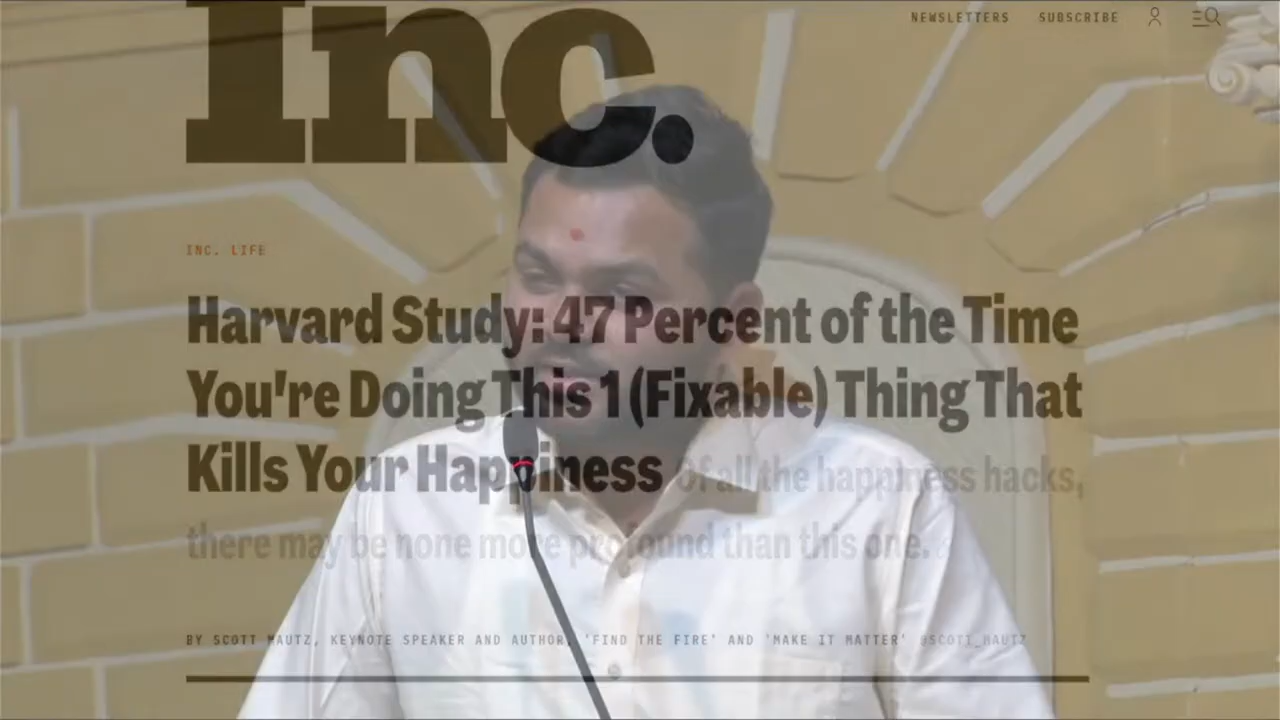 NEWSLETTERS SUBSCRIBE
Inc.
INC. LIFE
Harvard Study: 47 Percent of the Time
You're Doing This 1 (Fixable) Thing That
Kills Your Happiness Of all the happiness hacks,
there may be none more profound than this one.
BY SCOTT MAUTZ, KEYNOTE SPEAKER AND AUTHOR, 'FIND THE FIRE' AND 'MAKE IT MATTER' @SCOTT_MAUTZ